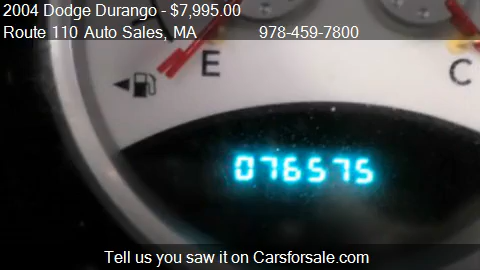 2004 Dodge Durango - $7,995.00
Route 110 Auto Sales, MA 978-459-7800
E
C
076575
Tell us you saw it on Carsforsale.com